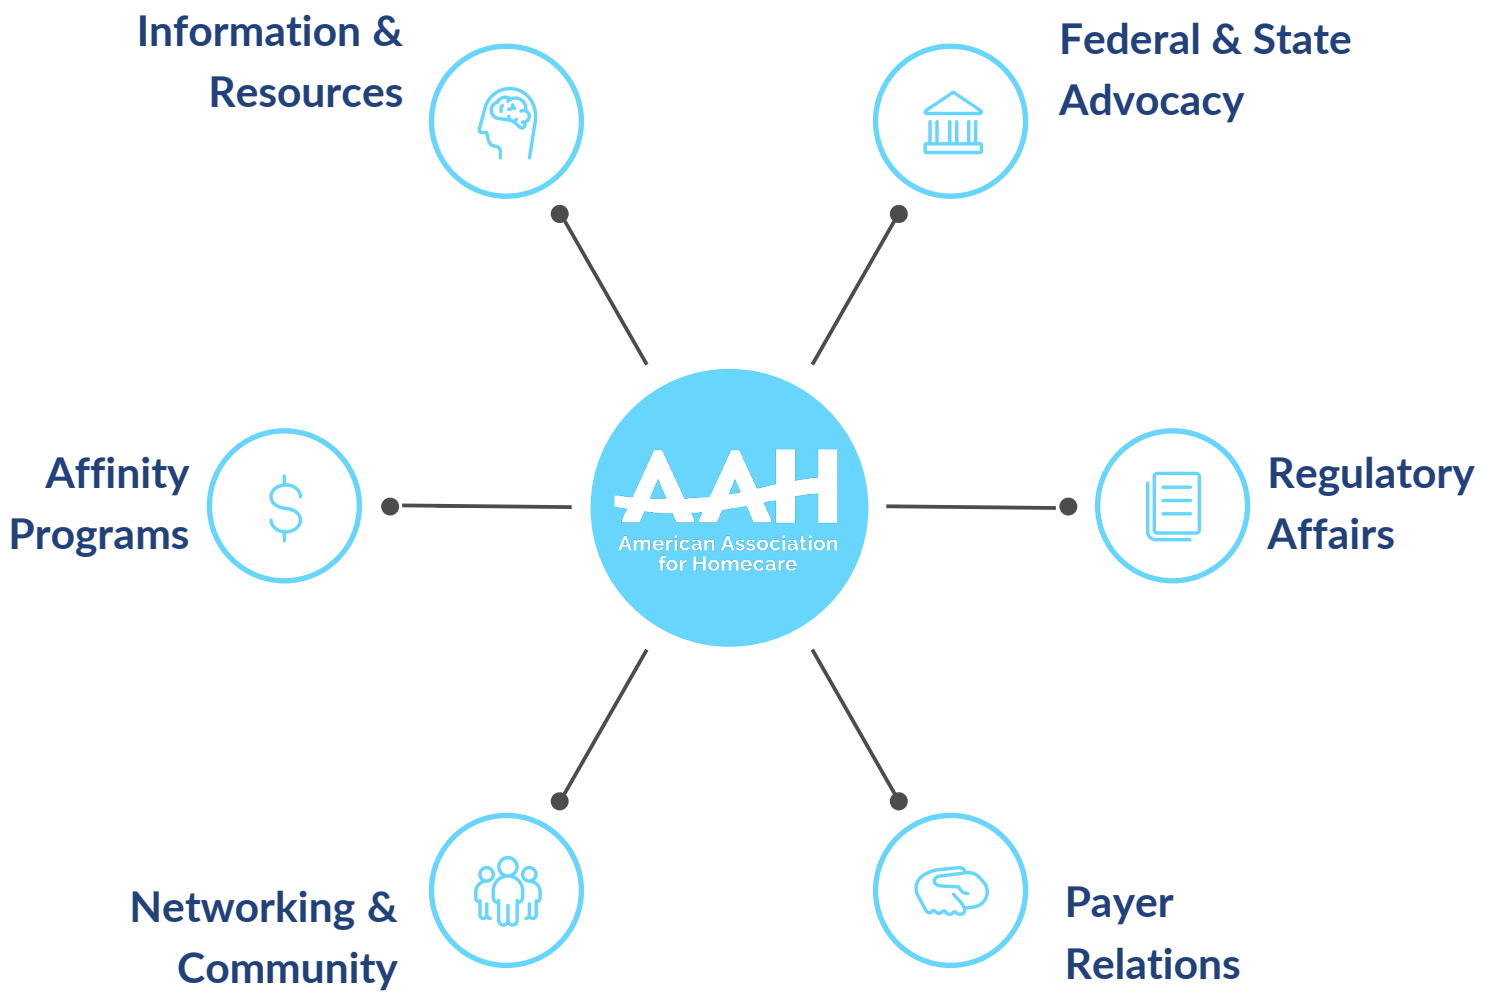 Information &
Resources
Federal & State
Advocacy
Affinity
Programs
AAH
American Association
for Homecare
Regulatory
Affairs
Networking &
Community
Payer
Relations